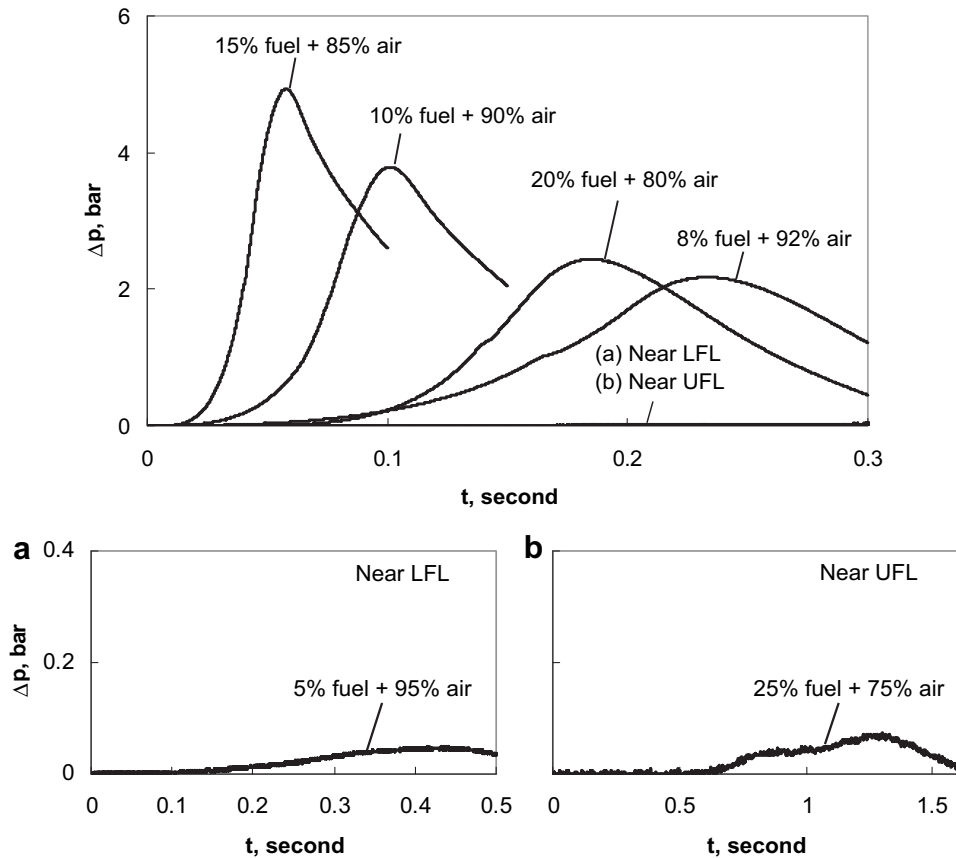 6
15% fuel + 85% air
10% fuel + 90% air
4
20% fuel + 80% air
8% fuel + 92% air
Δp, bar
2
(a) Near LFL
(b) Near UFL
0
0 0.1 0.2 0.3
t, second
a
0.4
Near LFL
Δp, bar
0.2
5% fuel + 95% air
0
0 0.1 0.2 0.3 0.4 0.5
t, second
b
Near UFL
25% fuel + 75% air
0 0.5 1 1.5
t, second